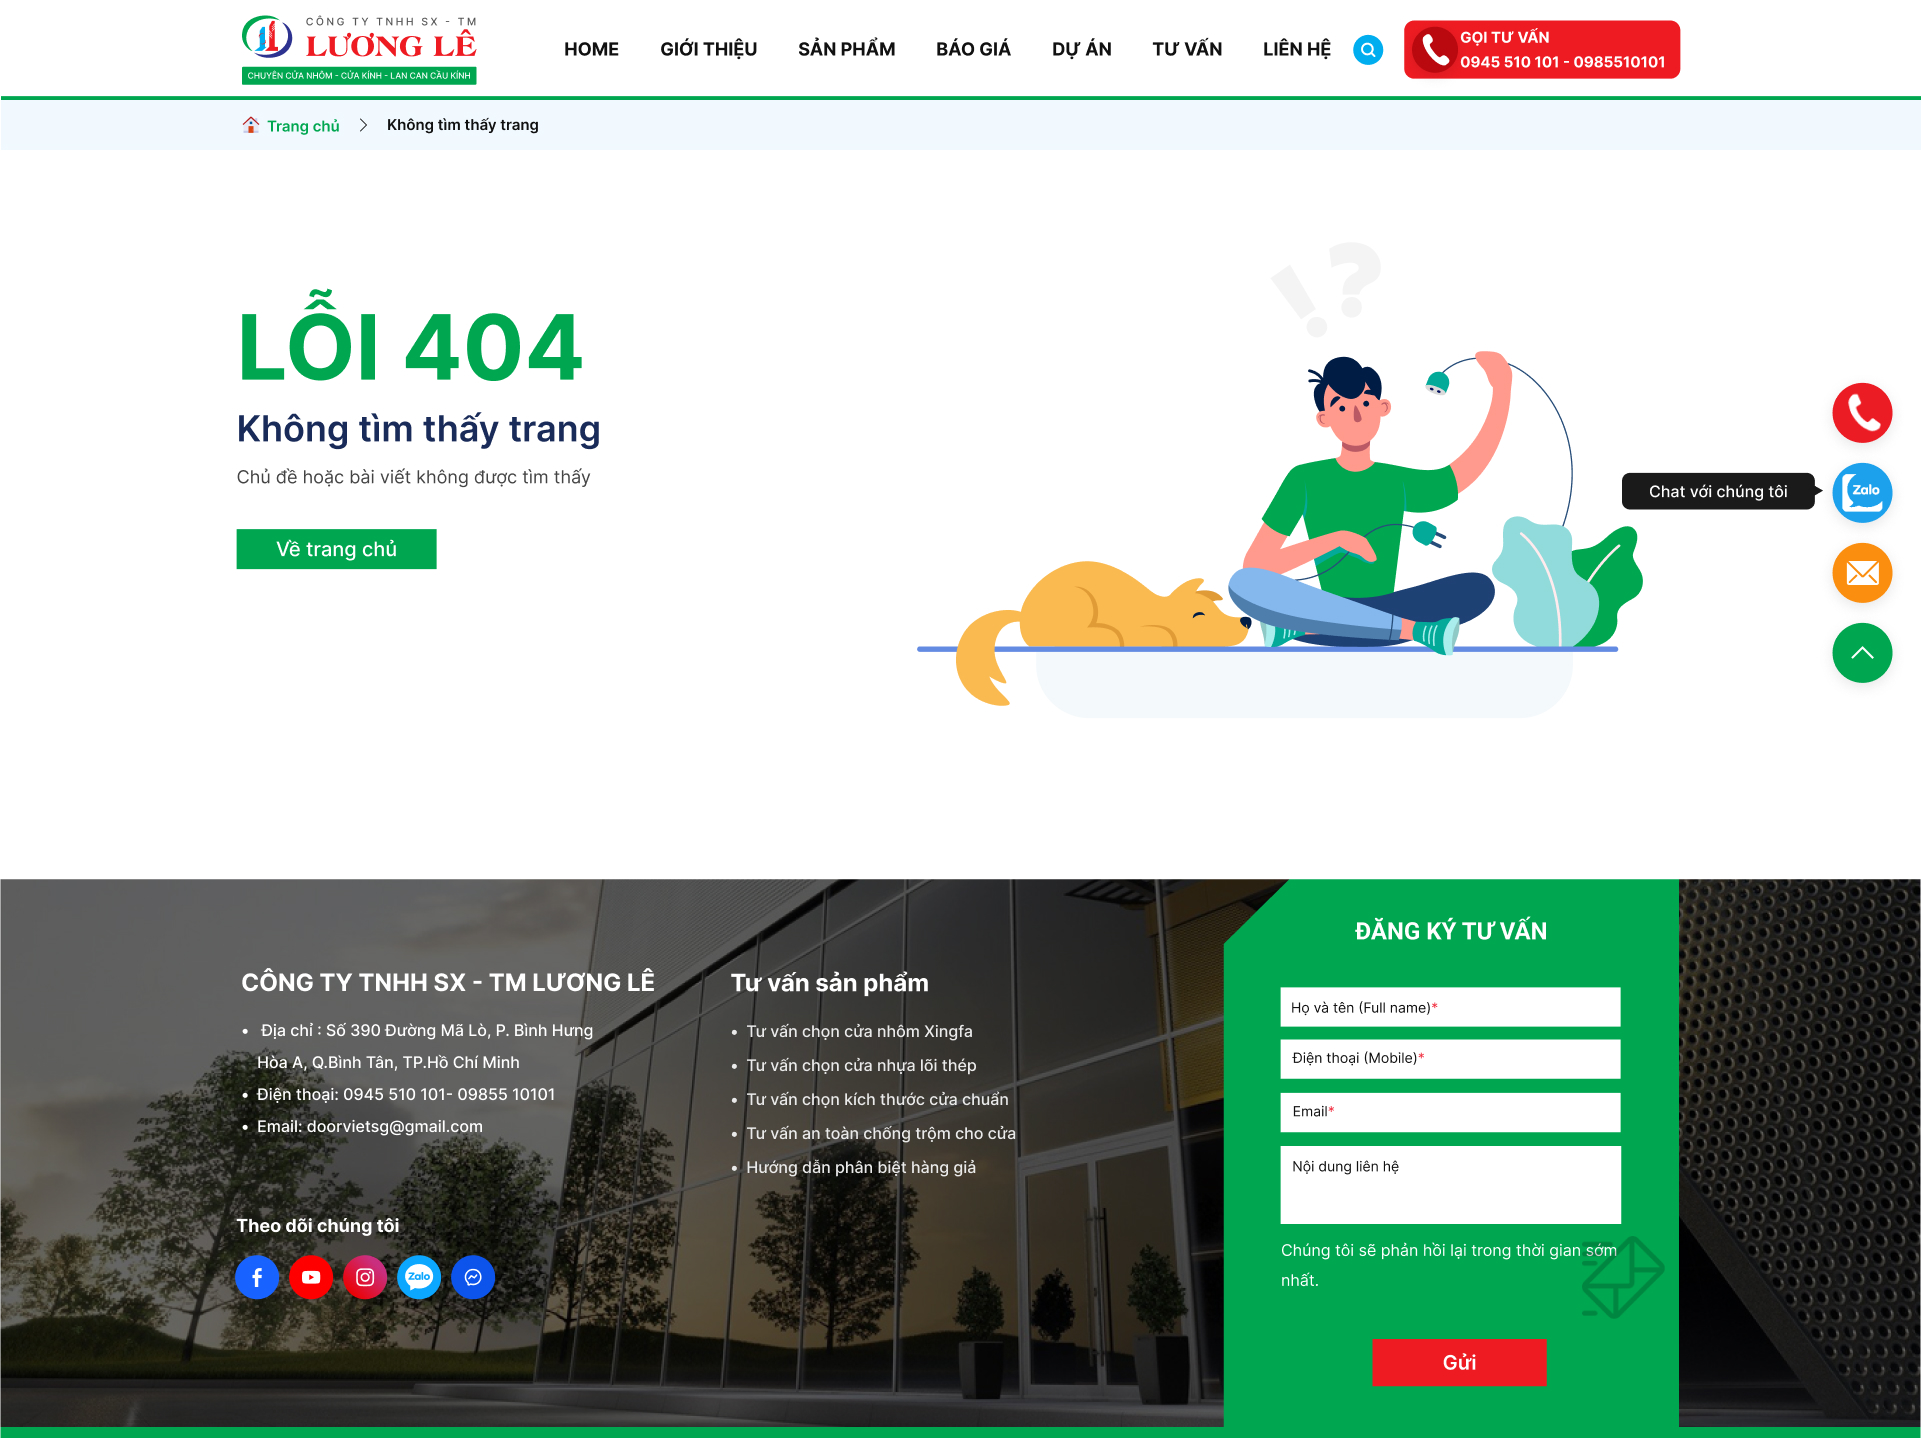 CÔNG TY TNHH SX - TM
LƯƠNG LÊ
CHUYÊN CỬA NHÔM - CỬA KÍNH - LAN CAN CẦU KÍNH
HOME GIỚI THIỆU SẢN PHẨM BÁO GIÁ DỰ ÁN TƯ VẤN LIÊN HỆ
GỌI TƯ VẤN
0945 510 101 - 0985510101
Trang chủ Không tìm thấy trang
!?
LỖI 404
Không tìm thấy trang
Chủ đề hoặc bài viết không được tìm thấy
Về trang chủ
Chat với chúng tôi
Zalo
CÔNG TY TNHH SX - TM LƯƠNG LÊ
• Địa chỉ : Số 390 Đường Mã Lò, P. Bình Hưng
Hòa A, Q.Bình Tân, TP.Hồ Chí Minh
• Điện thoại: 0945 510 101- 09855 10101
• Email: doorvietsg@gmail.com
Theo dõi chúng tôi
Zalo
Tư vấn sản phẩm
• Tư vấn chọn cửa nhôm Xingfa
• Tư vấn chọn cửa nhựa lõi thép
• Tư vấn chọn kích thước cửa chuẩn
• Tư vấn an toàn chống trộm cho cửa
• Hướng dẫn phân biệt hàng giả
ĐĂNG KÝ TƯ VẤN
Họ và tên (Full name)*
Điện thoại (Mobile)*
Email*
Nội dung liên hệ
Chúng tôi sẽ phản hồi lại trong thời gian sớm
nhất.
Gửi